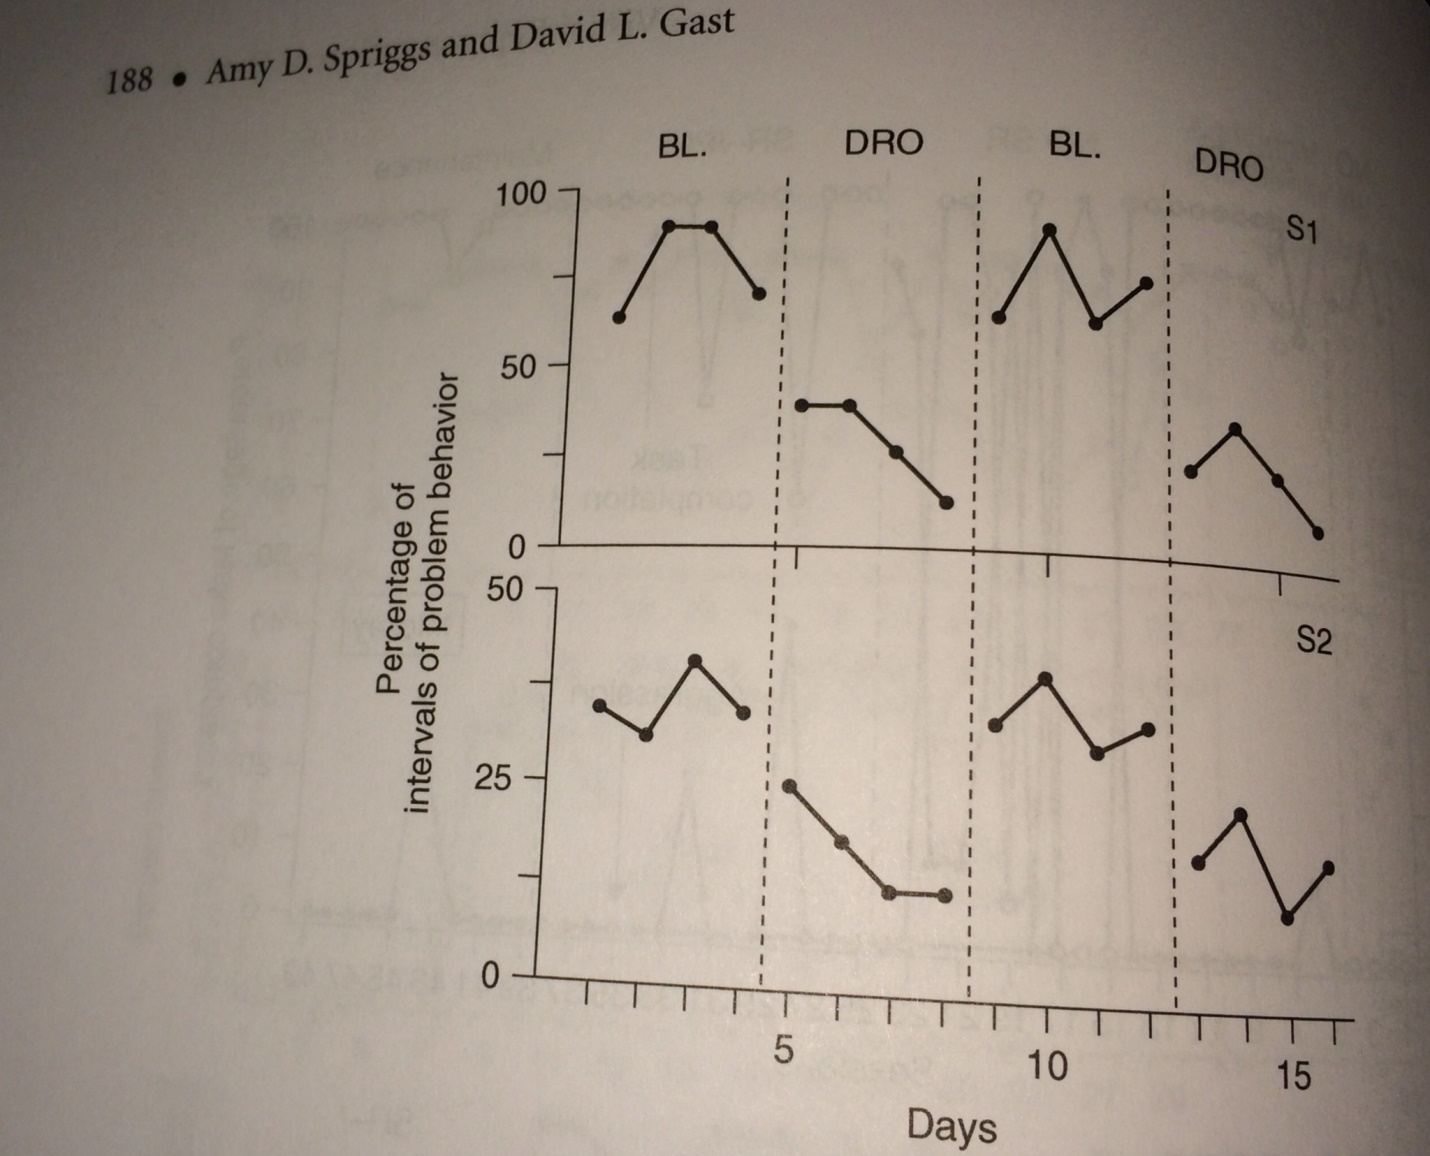 188 • Amy D. Spriggs and David L. Gast
BL. DRO BL. DRO
100
S1
50
0
50
S2
25
0
Percentage of
intervals of problem behavior
5 10 15
Days